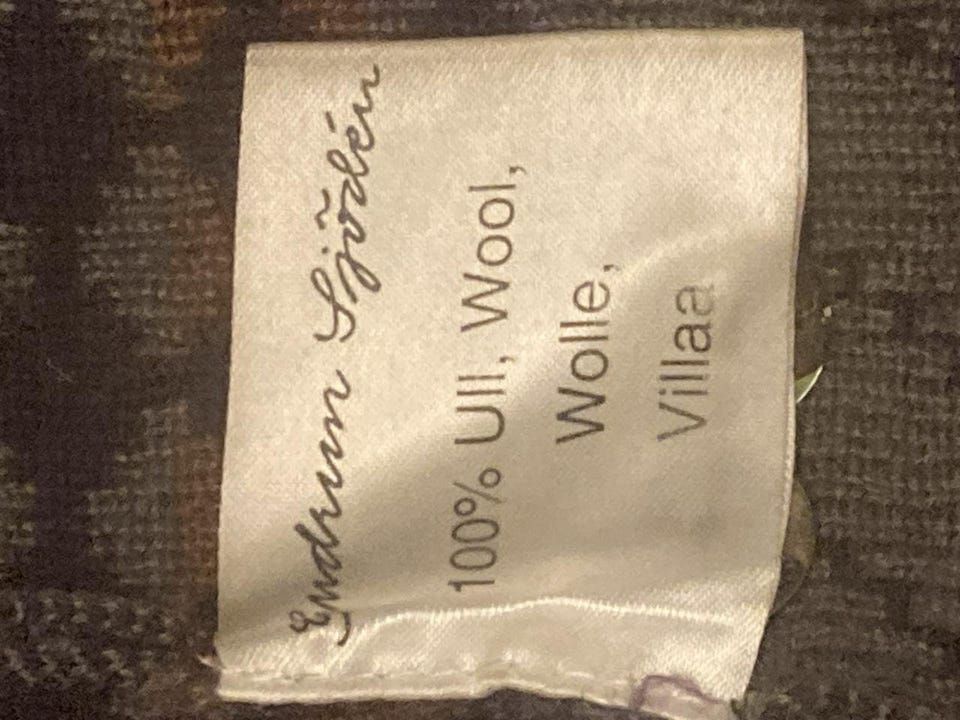 Gudrun Sjödén
100% Ull, Wool,
Wolle,
Villaa